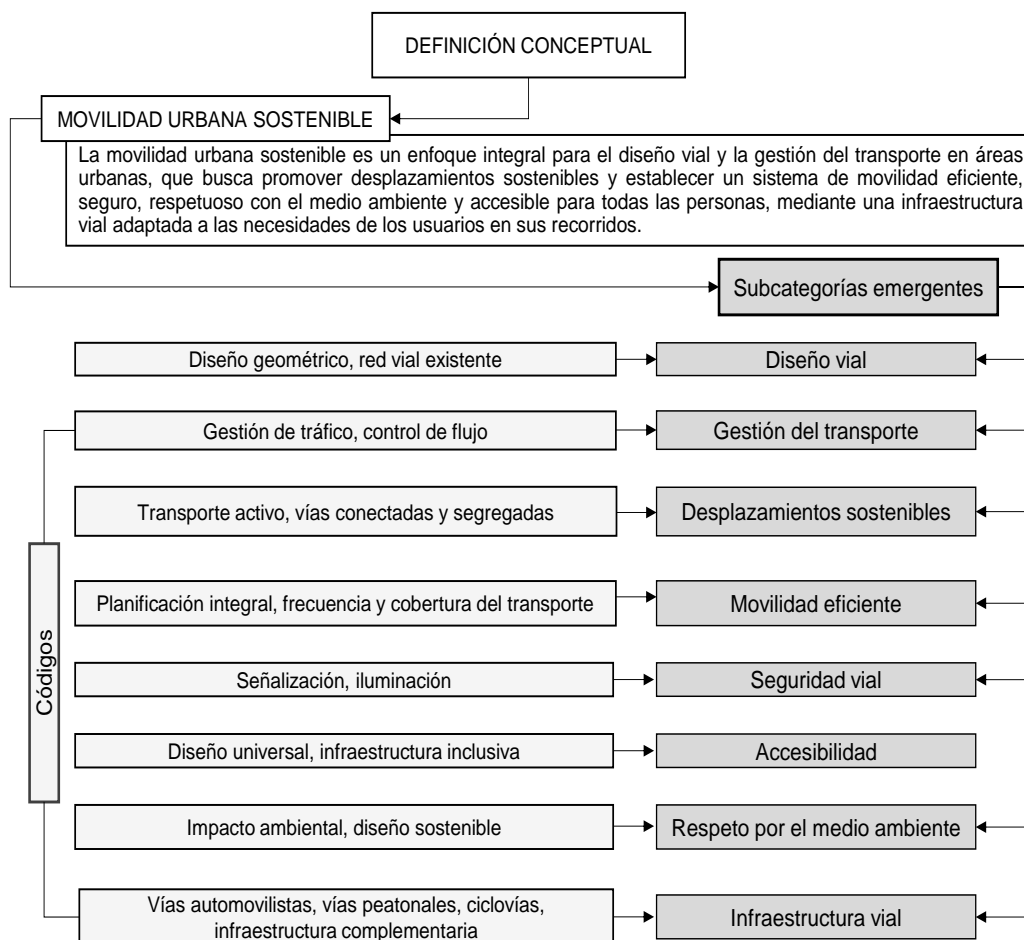 DEFINICIÓN CONCEPTUAL
MOVILIDAD URBANA SOSTENIBLE
La movilidad urbana sostenible es un enfoque integral para el diseño vial y la gestión del transporte en áreas
urbanas, que busca promover desplazamientos sostenibles y establecer un sistema de movilidad eficiente,
seguro, respetuoso con el medio ambiente y accesible para todas las personas, mediante una infraestructura
vial adaptada a las necesidades de los usuarios en sus recorridos.
Subcategorías emergentes
Diseño geométrico, red vial existente
Diseño vial
Gestión de tráfico, control de flujo
Gestión del transporte
Transporte activo, vías conectadas y segregadas
Desplazamientos sostenibles
Planificación integral, frecuencia y cobertura del transporte
Movilidad eficiente
Códigos
Señalización, iluminación
Seguridad vial
Diseño universal, infraestructura inclusiva
Accesibilidad
Impacto ambiental, diseño sostenible
Respeto por el medio ambiente
Vías automovilistas, vías peatonales, ciclovías,
infraestructura complementaria
Infraestructura vial